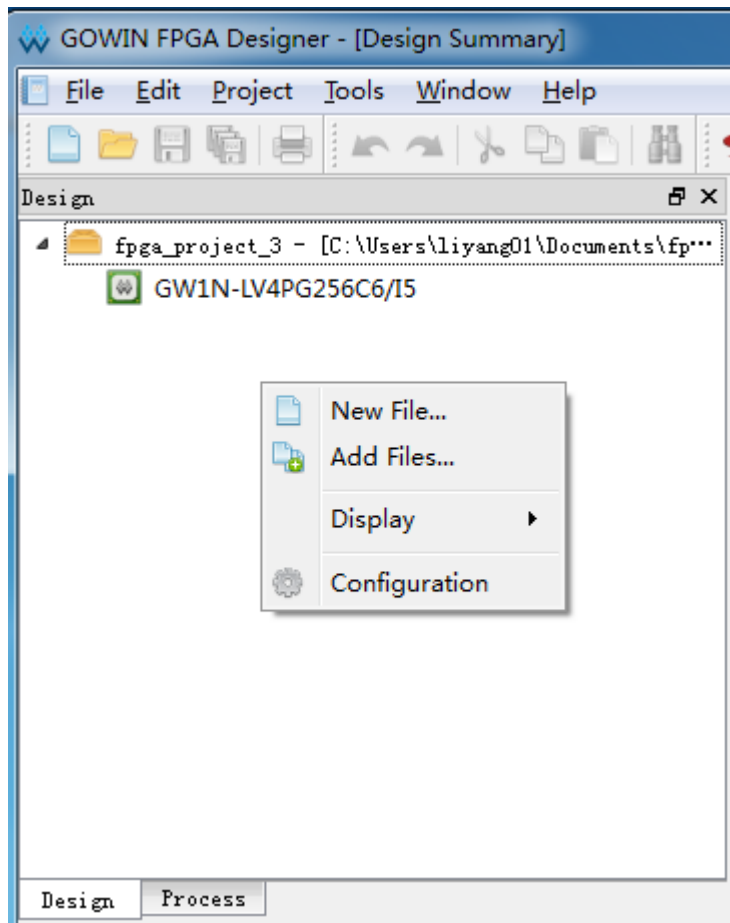 GOWIN FPGA Designer - [Design Summary]
File Edit Project Tools Window Help
Design
fpga_project_3 - [C:\Users\liyang01\Documents\fp...
GW1N-LV4PG256C6/I5
New File...
Add Files...
Display
Configuration
Design Process